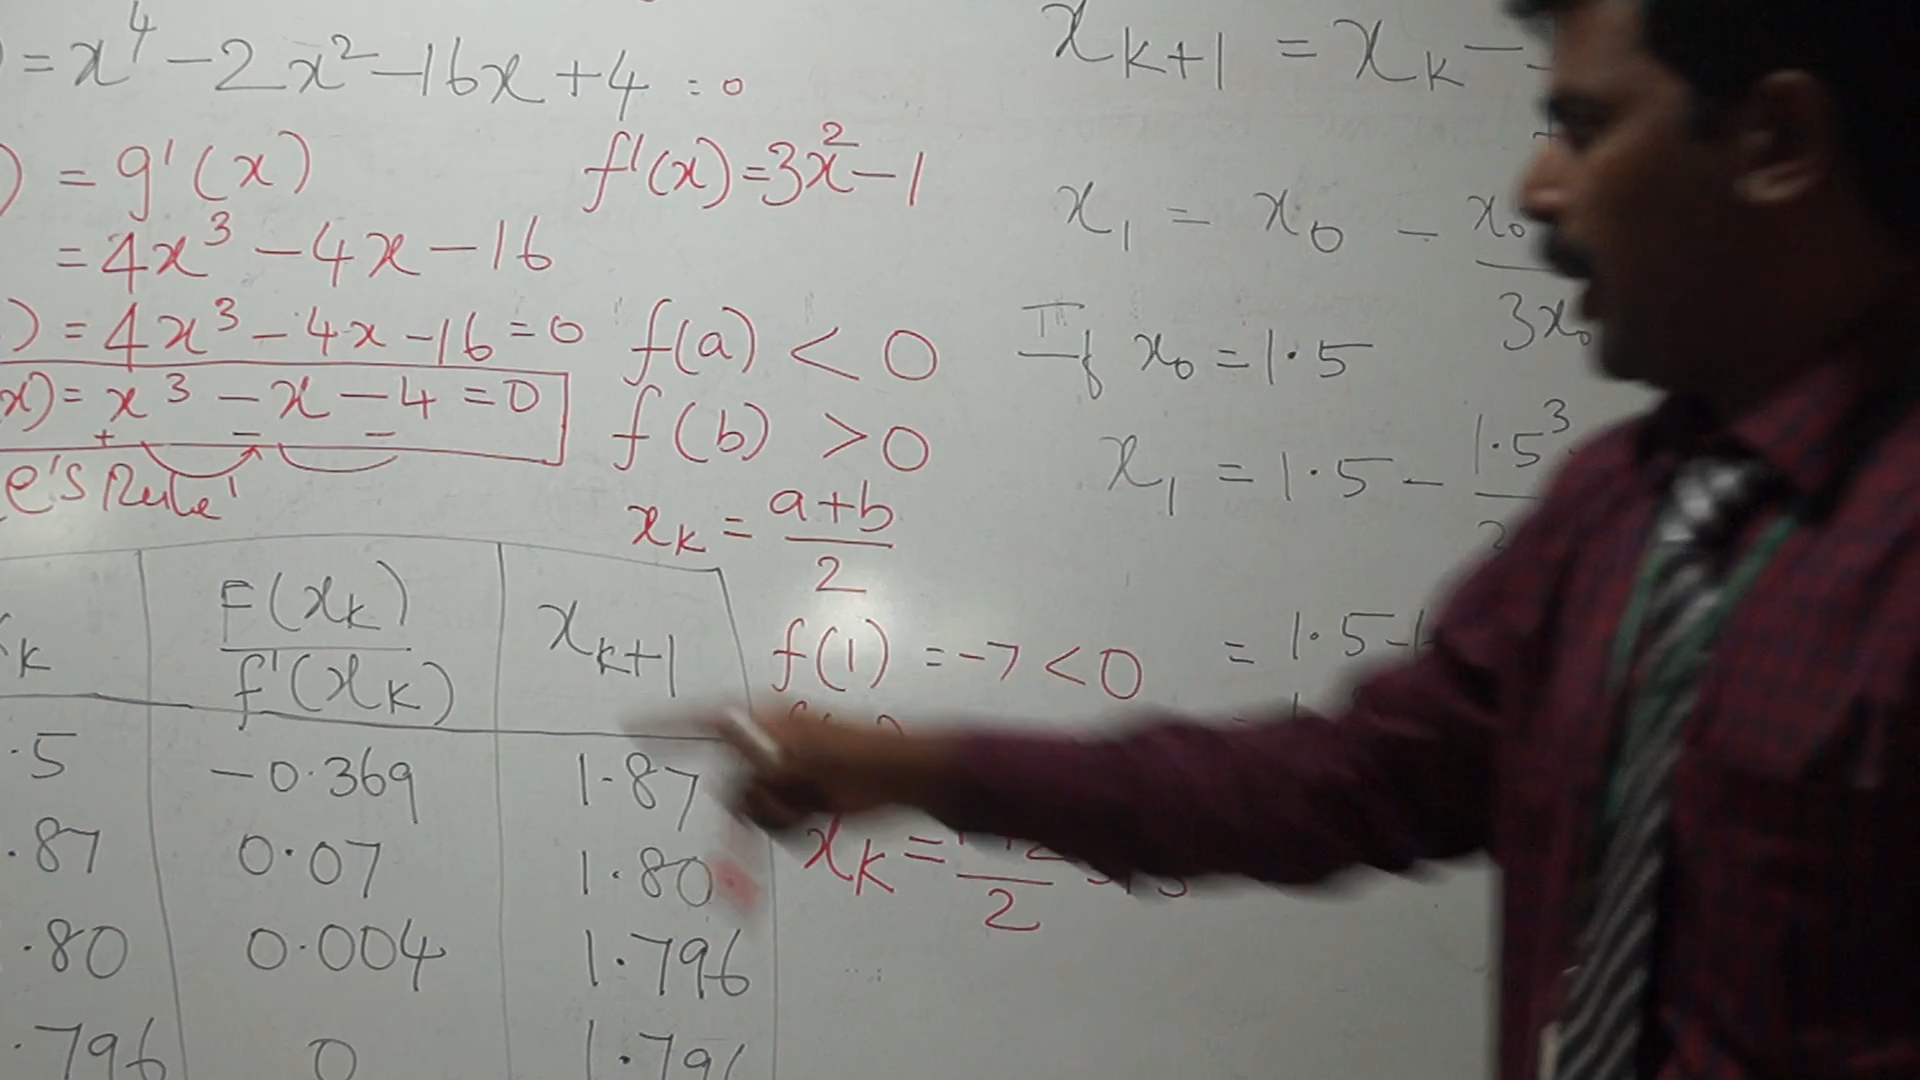 ) = x⁴ - 2x² - 16x + 4 = 0
) = g'(x)
= 4x³ - 4x - 16
) = 4x³ - 4x - 16 = 0
x) = x³ - x - 4 = 0
+ - -
e's Rule'
f'(x) = 3x² - 1
f(a) < 0
f(b) > 0
xₖ = (a+b)/2
f(1) = -7 < 0
xₖ =
2
xₖ₊₁ = xₖ -
x₁ = x₀ - x₀
3x₀
If x₀ = 1.5
x₁ = 1.5 - 1.5³
= 1.5 -
k F(xₖ)/f'(xₖ) xₖ₊₁
.5 -0.369 1.87
.87 0.07 1.80
.80 0.004 1.796
.796 0